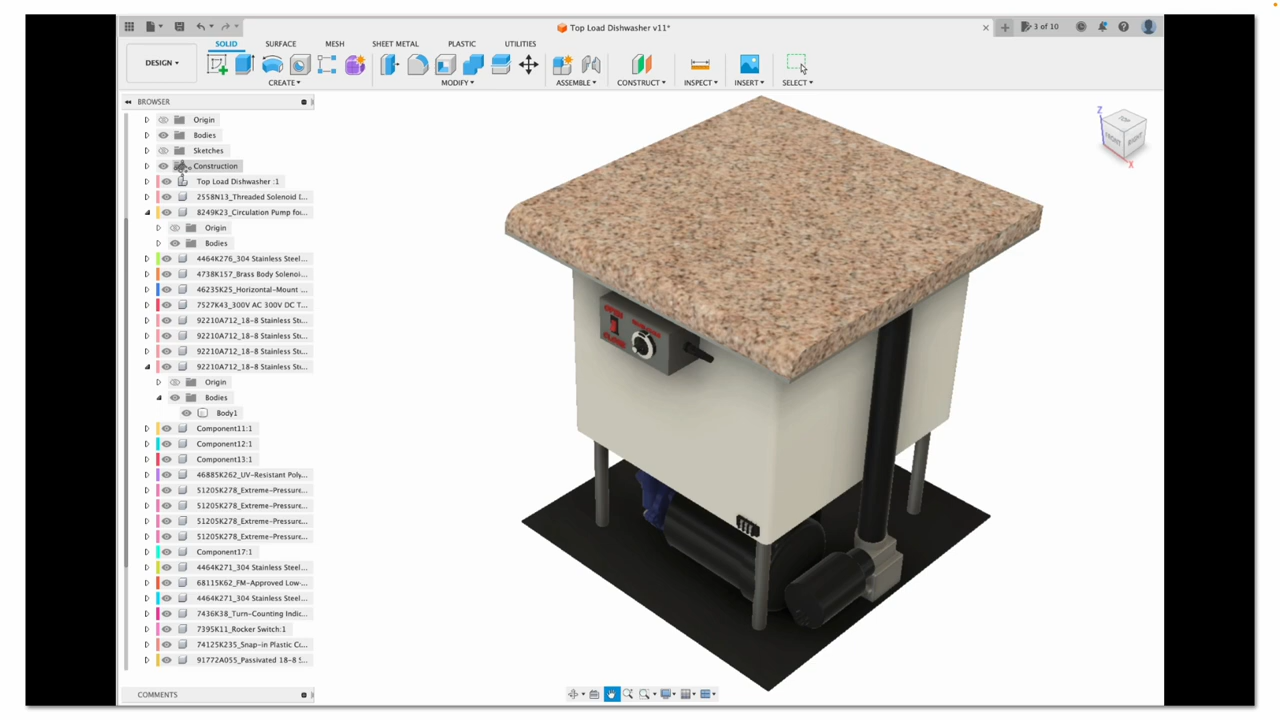 Top Load Dishwasher v11*
3 of 10
SOLID
SURFACE
MESH
SHEET METAL
PLASTIC
UTILITIES
DESIGN
CREATE
MODIFY
ASSEMBLE
CONSTRUCT
INSPECT
INSERT
SELECT
BROWSER
Origin
Bodies
Sketches
Construction
Top Load Dishwasher :1
2558N13_Threaded Solenoid
8249K23_Circulation Pump fo...
Origin
Bodies
4464K276_304 Stainless Steel...
4738K157_Brass Body Solenoi...
46235K25_Horizontal-Mount ...
7527K43_300V AC 300V DC T...
92210A712_18-8 Stainless St...
92210A712_18-8 Stainless St...
92210A712_18-8 Stainless St...
92210A712_18-8 Stainless St...
Origin
Bodies
Body1
Component11:1
Component12:1
Component13:1
46885K262_UV-Resistant Poly...
51205K278_Extreme-Pressure...
51205K278_Extreme-Pressure...
51205K278_Extreme-Pressure...
51205K278_Extreme-Pressure...
Component17:1
4464K271_304 Stainless Steel...
68115K62_FM-Approved Low-...
4464K271_304 Stainless Steel...
7436K38_Turn-Counting Indic...
7395K11_Rocker Switch:1
74125K235_Snap-in Plastic C...
91772A055_Passivated 18-8 S...
COMMENTS
OPEN
CLOSE
Z
TOP
FRONT
RIGHT
X